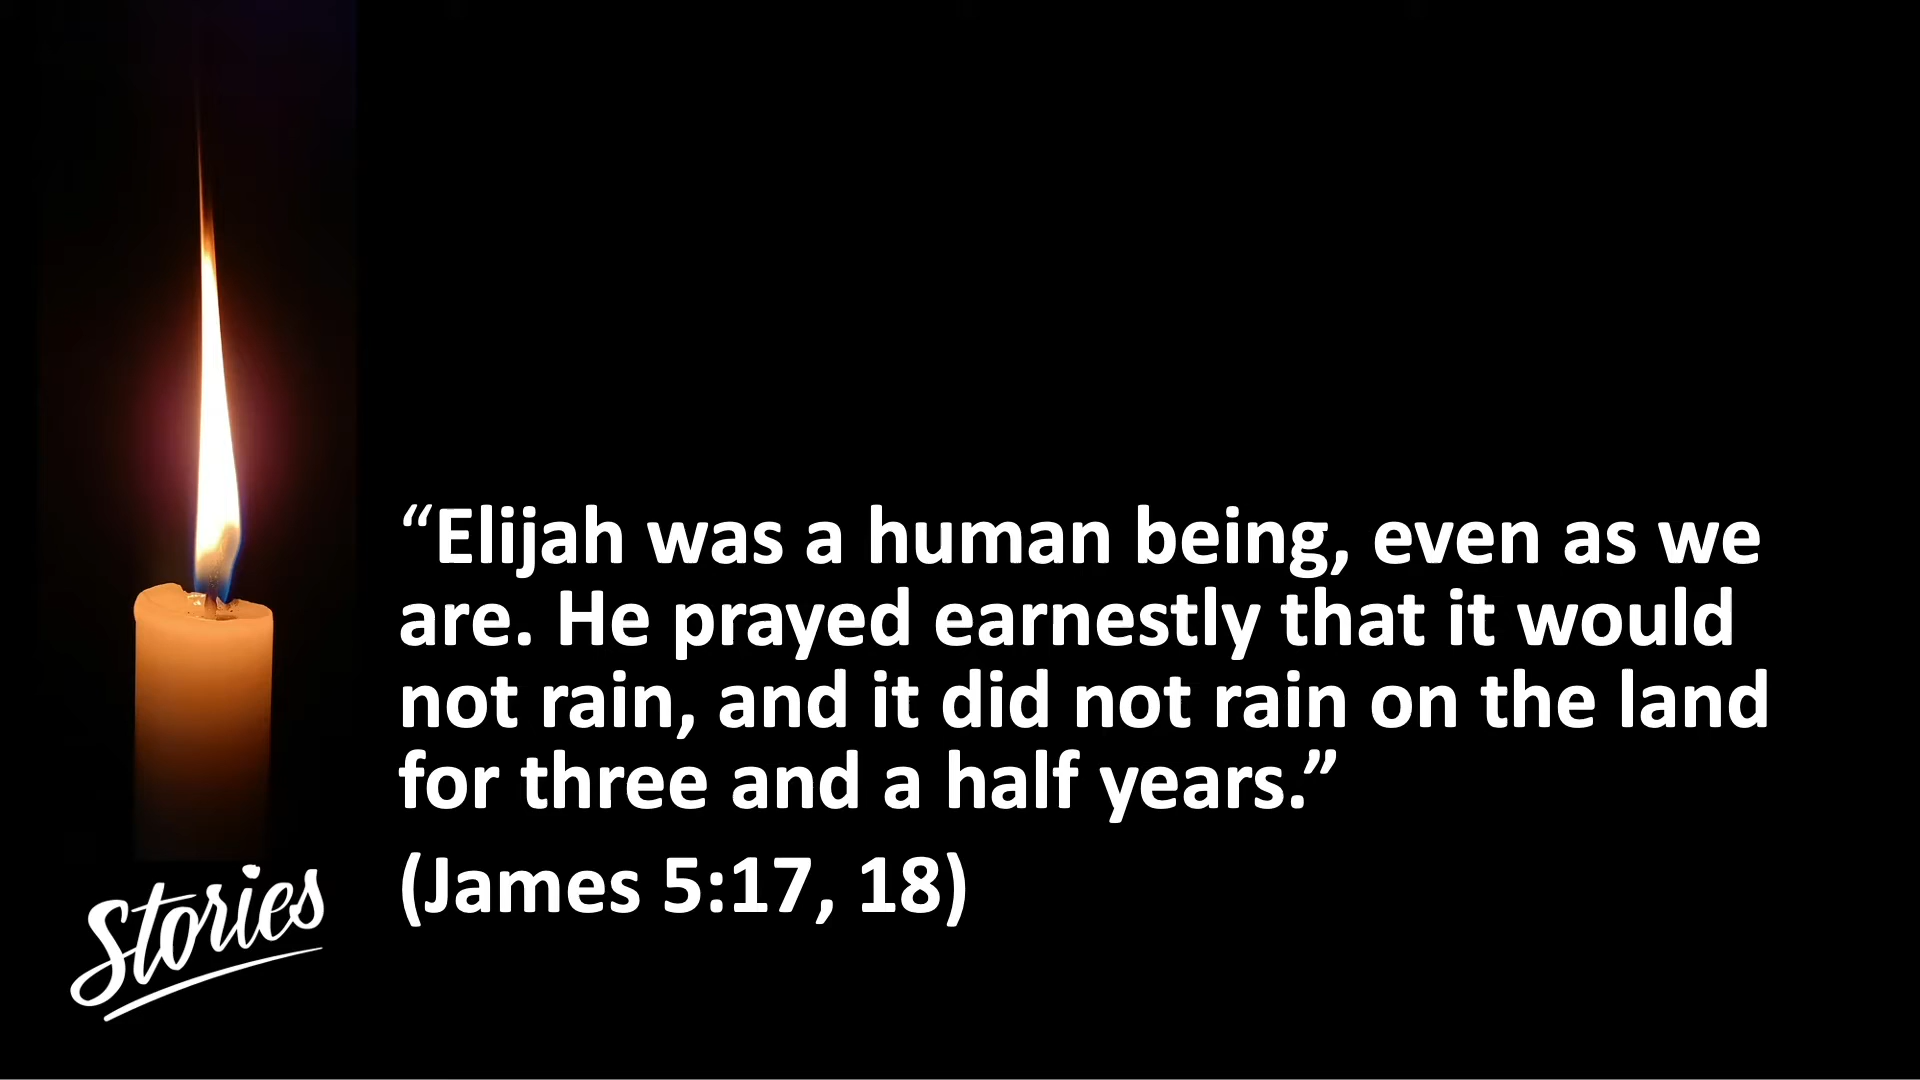 “Elijah was a human being, even as we
are. He prayed earnestly that it would
not rain, and it did not rain on the land
for three and a half years.”
(James 5:17, 18)
Stories